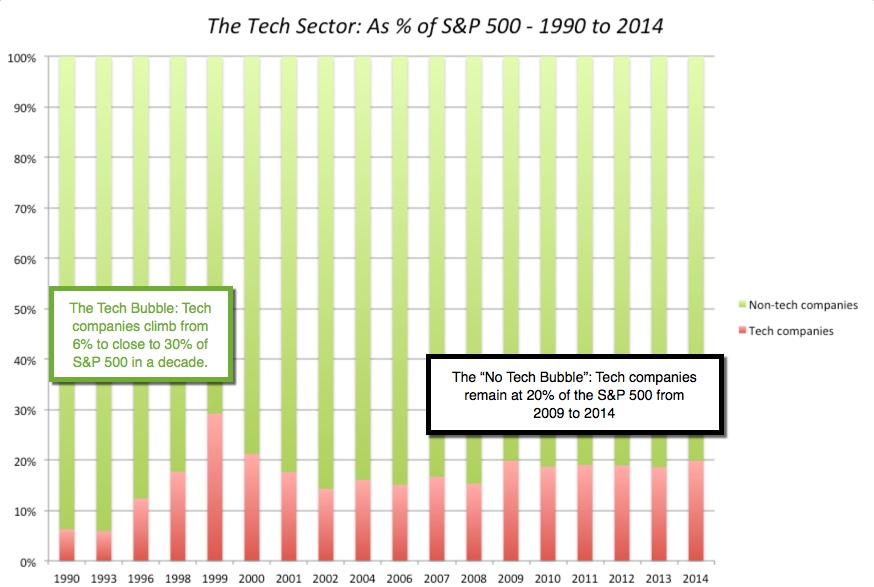 The Tech Sector: As % of S&P 500 - 1990 to 2014
100%
90%
80%
70%
60%
50%
40%
30%
20%
10%
0%
The Tech Bubble: Tech
companies climb from
6% to close to 30% of
S&P 500 in a decade.
The “No Tech Bubble”: Tech companies
remain at 20% of the S&P 500 from
2009 to 2014
Non-tech companies
Tech companies
1990 1993 1996 1998 1999 2000 2001 2002 2004 2006 2007 2008 2009 2010 2011 2012 2013 2014